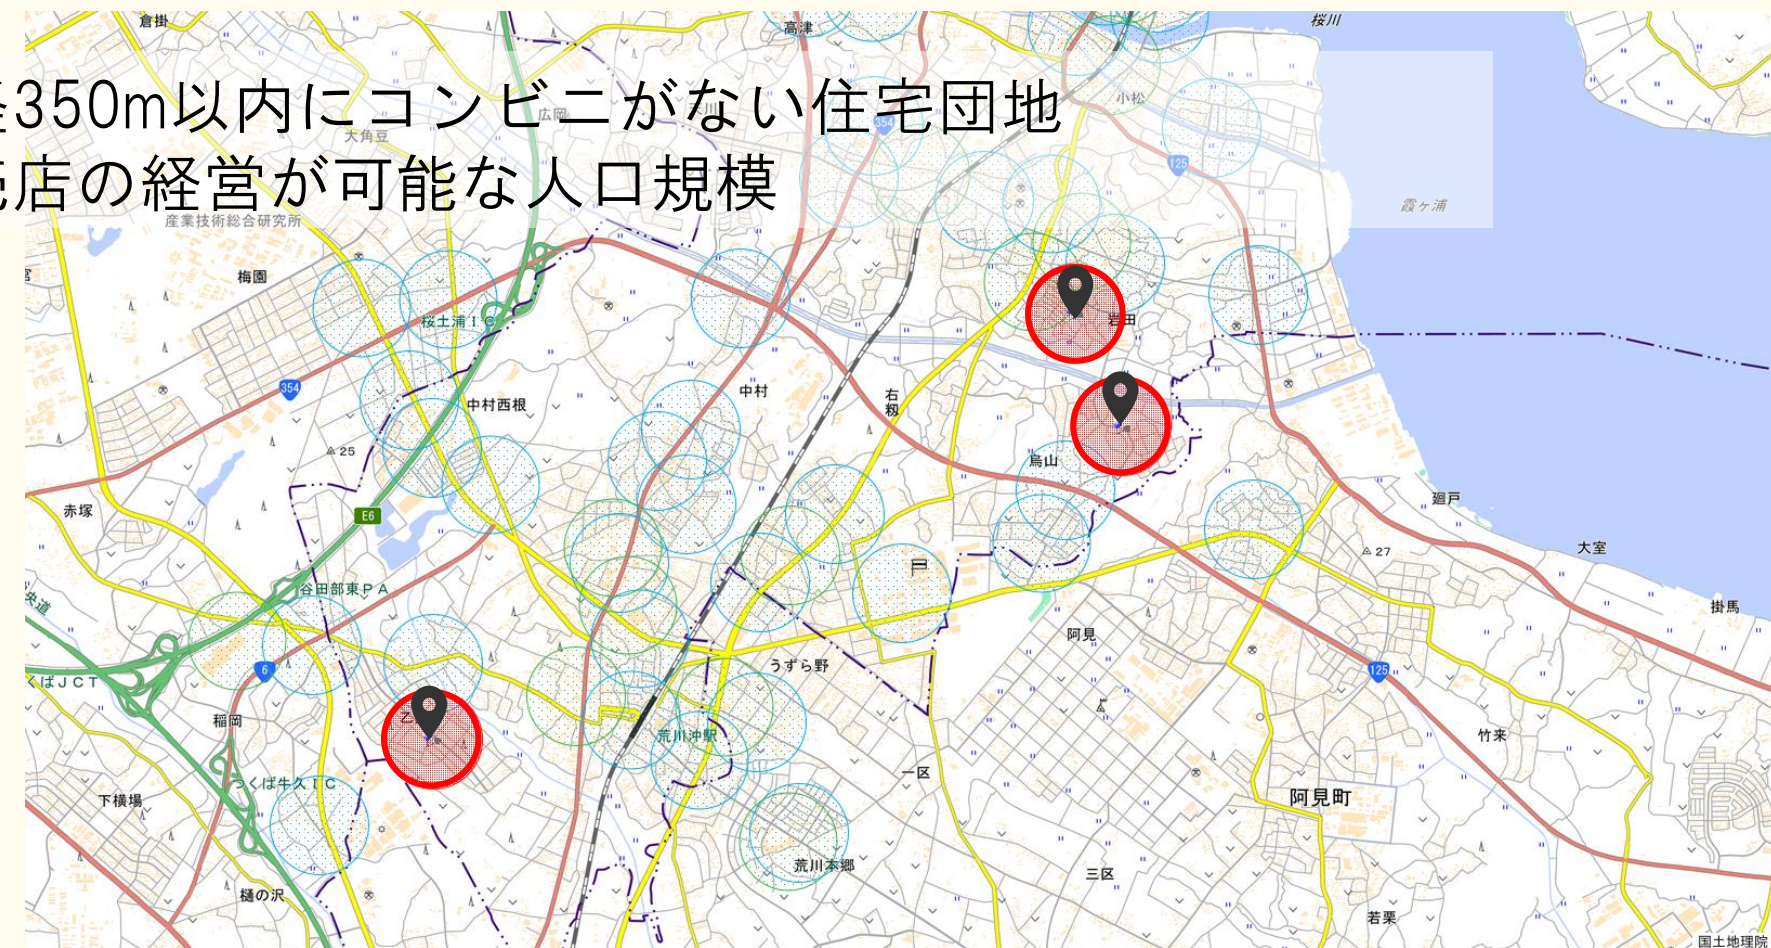 倉掛
高津
桜川
径350m以内にコンビニがない住宅団地
広岡
小松
354
大角豆
125
売店の経営が可能な人口規模
産業技術総合研究所
霞ヶ浦
梅園
桜土浦IC
岩田
354
中村西根
中村
右籾
25
烏山
赤塚
E6
廻戸
27
大室
谷田部東PA
掛馬
阿見
6
うずら野
125
くばJCT
稲岡
乙
荒川沖駅
竹来
一区
つくば牛久IC
下横場
阿見町
荒川本郷
三区
樋の沢
若栗
国土地理院